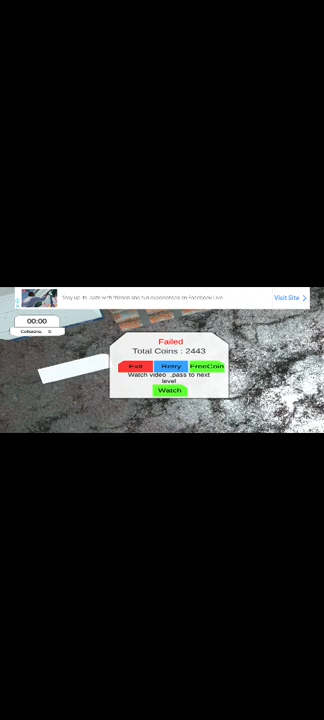 Stay up to date with friends and fun experiences on Facebook Live.
Visit Site
00:00
Collisions: 0
Failed
Total Coins : 2443
Exit Retry FreeCoin
Watch video ,pass to next
level
Watch